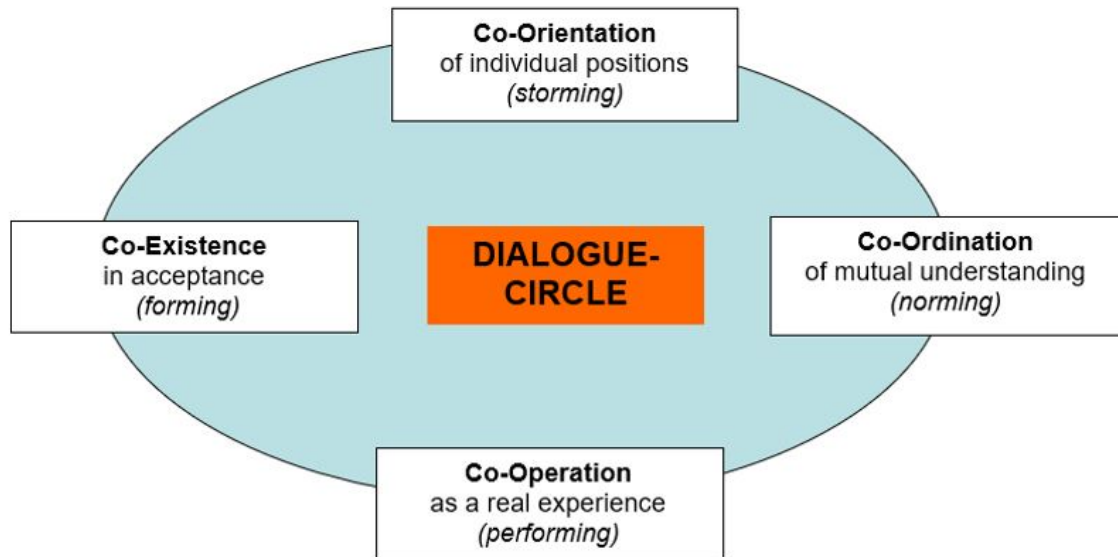 Co-Orientation
of individual positions
(storming)
Co-Existence
in acceptance
(forming)
DIALOGUE-
CIRCLE
Co-Ordination
of mutual understanding
(norming)
Co-Operation
as a real experience
(performing)